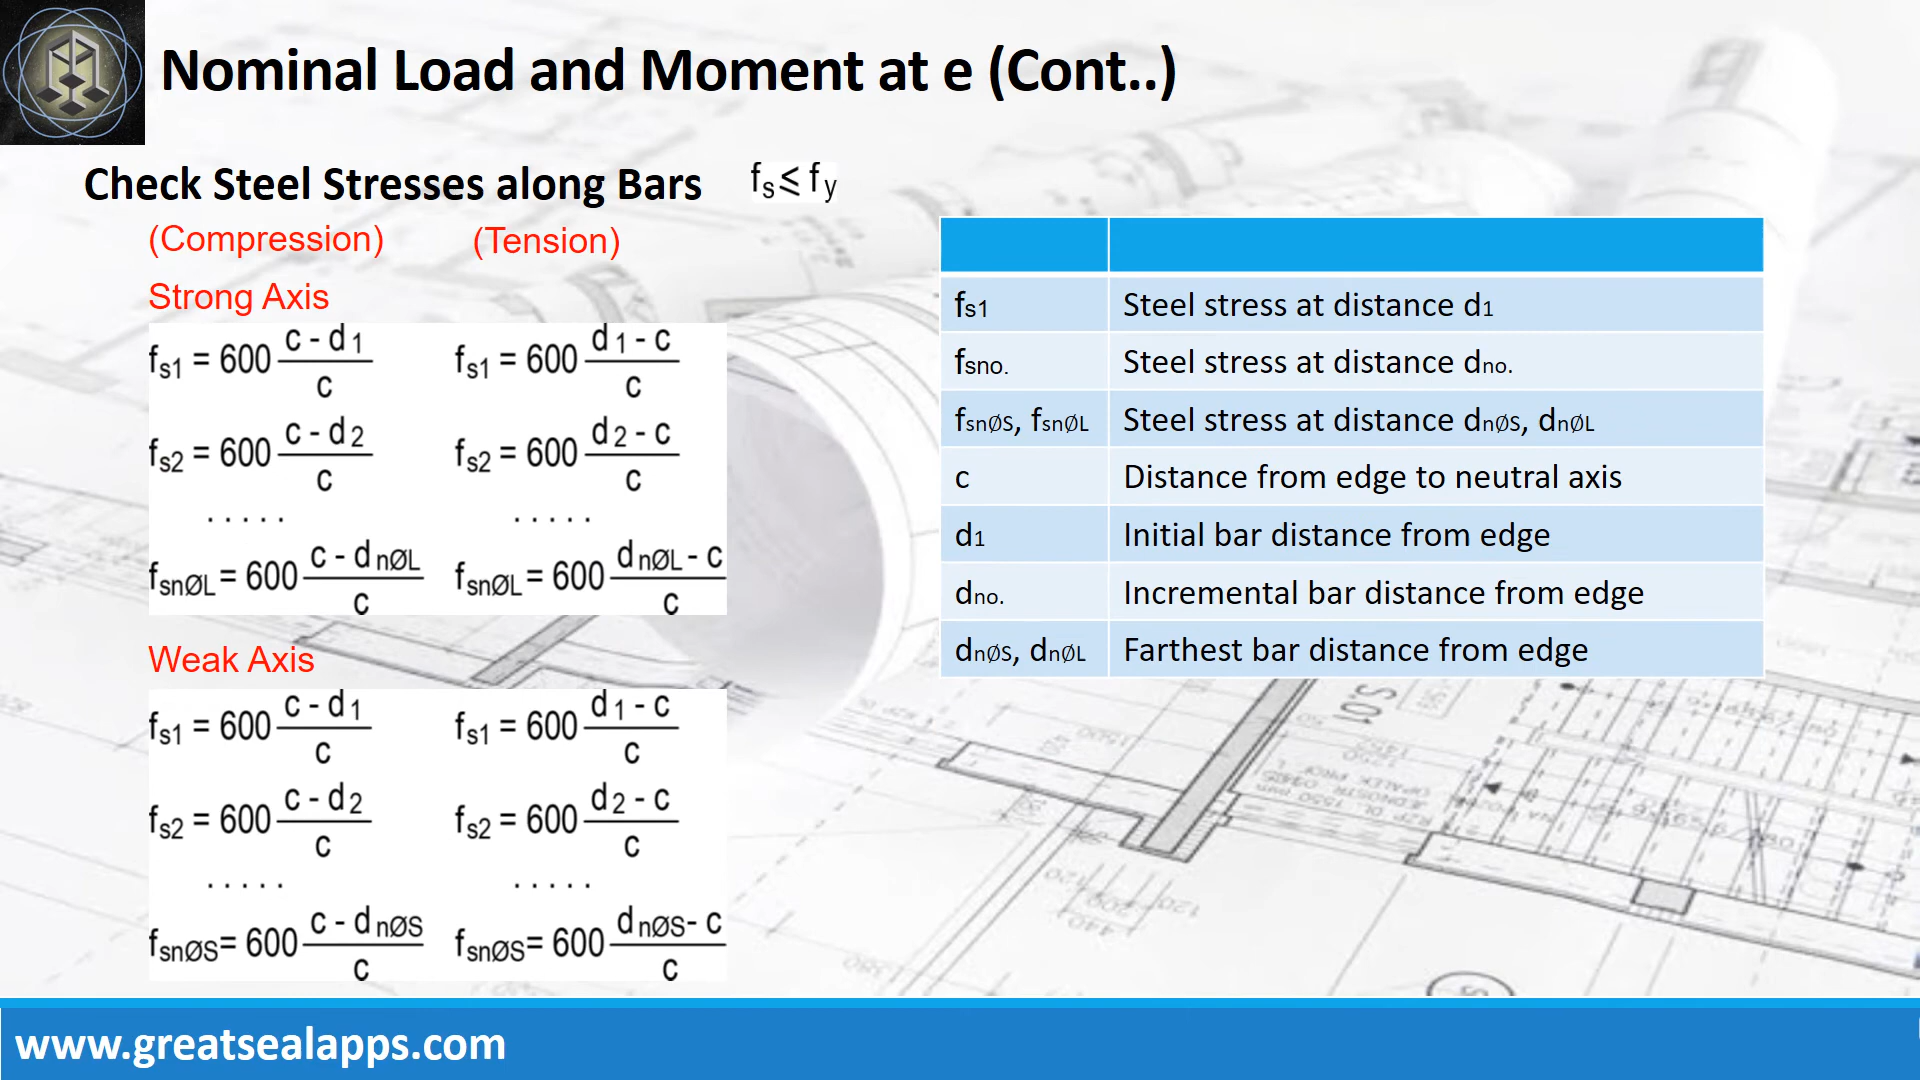 Nominal Load and Moment at e (Cont..)
Check Steel Stresses along Bars fs ≤ fy
(Compression) (Tension)
Strong Axis
fs1 = 600 (c - d1)/c fs1 = 600 (d1 - c)/c
fs2 = 600 (c - d2)/c fs2 = 600 (d2 - c)/c
. . . . . . . . . .
fsnØL = 600 (c - dnØL)/c fsnØL = 600 (dnØL - c)/c
Weak Axis
fs1 = 600 (c - d1)/c fs1 = 600 (d1 - c)/c
fs2 = 600 (c - d2)/c fs2 = 600 (d2 - c)/c
. . . . . . . . . .
fsnØS = 600 (c - dnØS)/c fsnØS = 600 (dnØS - c)/c
fs1 Steel stress at distance d1
fsno. Steel stress at distance dno.
fsnØS, fsnØL Steel stress at distance dnØS, dnØL
c Distance from edge to neutral axis
d1 Initial bar distance from edge
dno. Incremental bar distance from edge
dnØS, dnØL Farthest bar distance from edge
www.greatsealapps.com